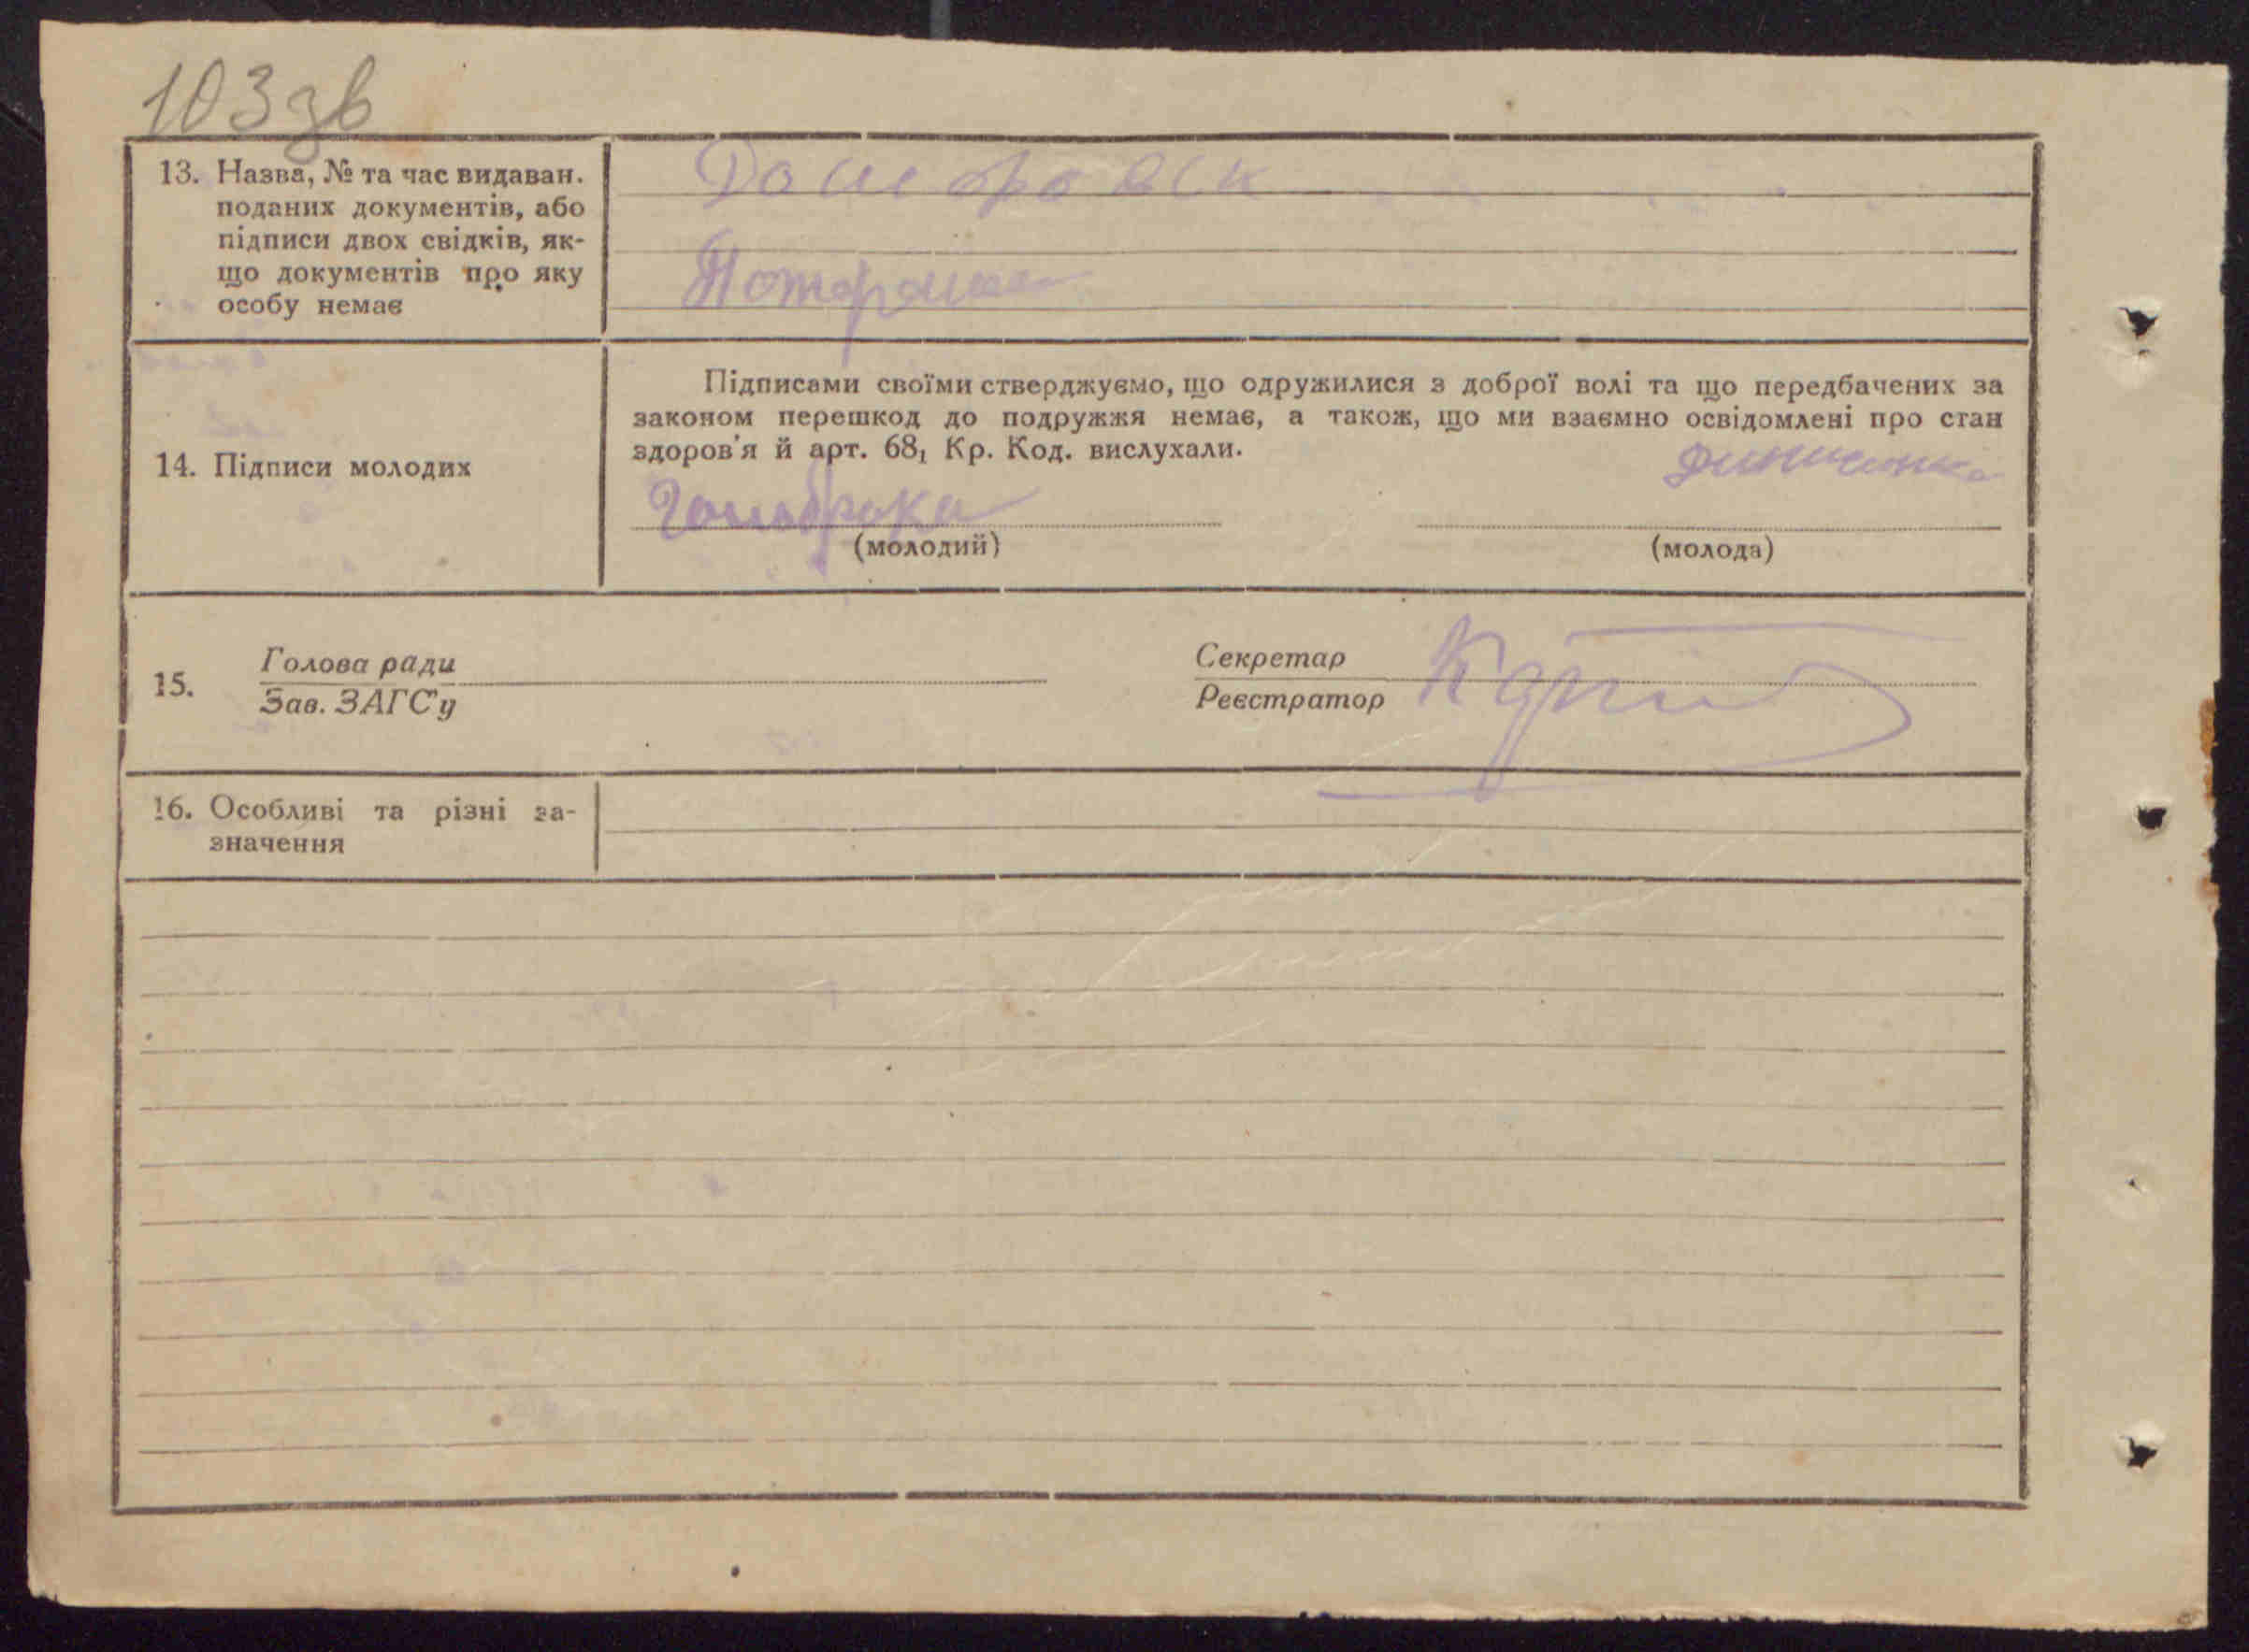 103 зв
13. Назва, № та час видаван.
поданих документів, або
підписи двох свідків, як-
що документів про яку
особу немає
14. Підписи молодих
Підписами своїми стверджуємо, що одружилися з доброї волі та що передбачених за
законом перешкод до подружжя немає, а також, що ми взаємно освідомлені про стан
здоров'я й арт. 68₁ Кр. Код. вислухали.
(молодий)
(молода)
15.
Голова ради
Зав. ЗАГС'у
Секретар
Реєстратор
16. Особливі та різні за-
значення